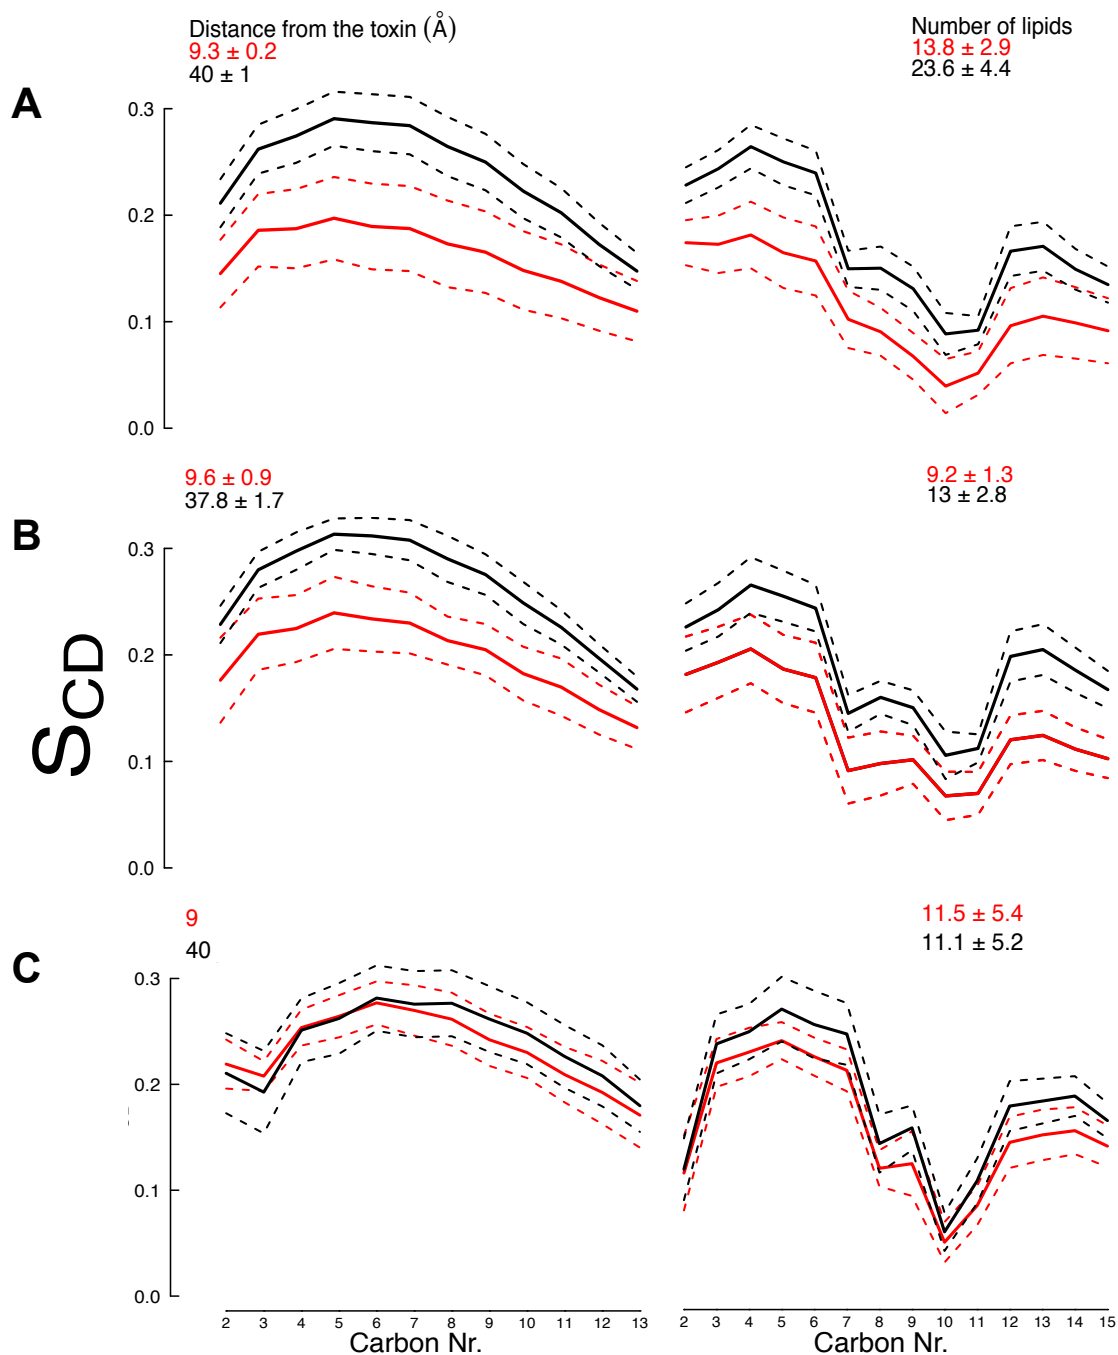 Distance from the toxin (Å)
9.3 ± 0.2
40 ± 1
Number of lipids
13.8 ± 2.9
23.6 ± 4.4
A
0.3
0.2
0.1
0.0
9.6 ± 0.9
37.8 ± 1.7
9.2 ± 1.3
13 ± 2.8
B
0.3
0.2
0.1
0.0
SCD
9
40
11.5 ± 5.4
11.1 ± 5.2
C
0.3
0.2
0.1
0.0
2 3 4 5 6 7 8 9 10 11 12 13
Carbon Nr.
2 3 4 5 6 7 8 9 10 11 12 13 14 15
Carbon Nr.